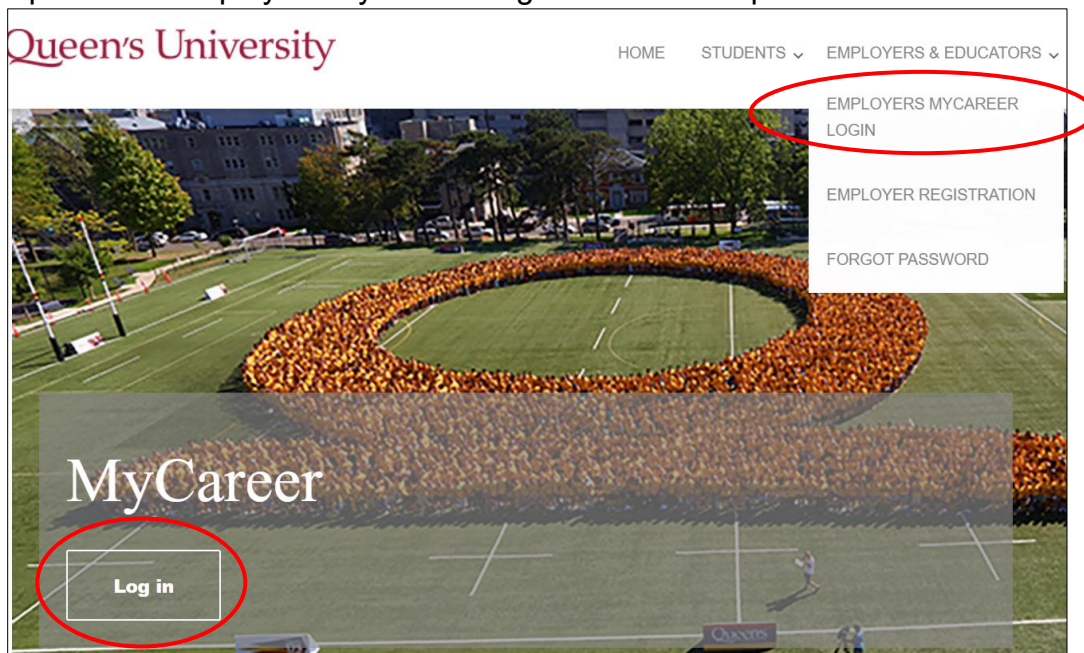 Queen's University
HOME STUDENTS EMPLOYERS & EDUCATORS
EMPLOYERS MYCAREER
LOGIN
EMPLOYER REGISTRATION
FORGOT PASSWORD
MyCareer
Log in
Queens